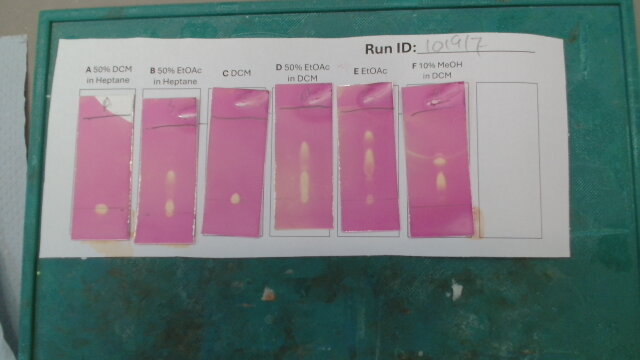 Run ID: 101917
A 50% DCM in Heptane
B 50% EtOAc in Heptane
C DCM
D 50% EtOAc in DCM
E EtOAc
F 10% MeOH in DCM